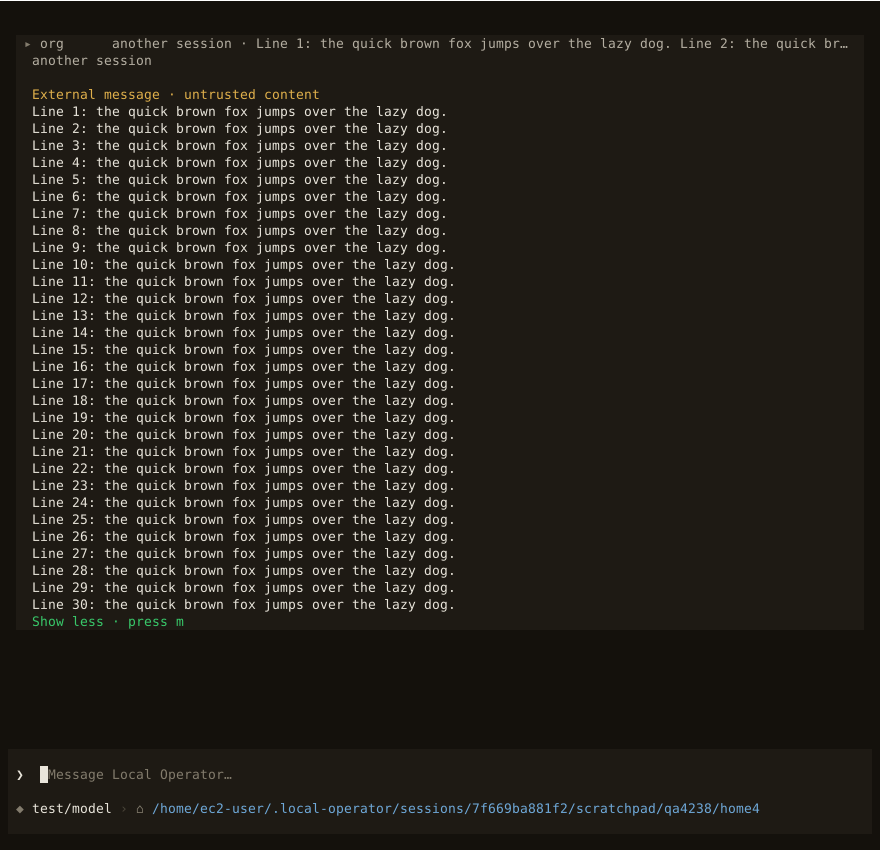 ▸ org      another session · Line 1: the quick brown fox jumps over the lazy dog. Line 2: the quick br…
another session
External message · untrusted content
Line 1: the quick brown fox jumps over the lazy dog.
Line 2: the quick brown fox jumps over the lazy dog.
Line 3: the quick brown fox jumps over the lazy dog.
Line 4: the quick brown fox jumps over the lazy dog.
Line 5: the quick brown fox jumps over the lazy dog.
Line 6: the quick brown fox jumps over the lazy dog.
Line 7: the quick brown fox jumps over the lazy dog.
Line 8: the quick brown fox jumps over the lazy dog.
Line 9: the quick brown fox jumps over the lazy dog.
Line 10: the quick brown fox jumps over the lazy dog.
Line 11: the quick brown fox jumps over the lazy dog.
Line 12: the quick brown fox jumps over the lazy dog.
Line 13: the quick brown fox jumps over the lazy dog.
Line 14: the quick brown fox jumps over the lazy dog.
Line 15: the quick brown fox jumps over the lazy dog.
Line 16: the quick brown fox jumps over the lazy dog.
Line 17: the quick brown fox jumps over the lazy dog.
Line 18: the quick brown fox jumps over the lazy dog.
Line 19: the quick brown fox jumps over the lazy dog.
Line 20: the quick brown fox jumps over the lazy dog.
Line 21: the quick brown fox jumps over the lazy dog.
Line 22: the quick brown fox jumps over the lazy dog.
Line 23: the quick brown fox jumps over the lazy dog.
Line 24: the quick brown fox jumps over the lazy dog.
Line 25: the quick brown fox jumps over the lazy dog.
Line 26: the quick brown fox jumps over the lazy dog.
Line 27: the quick brown fox jumps over the lazy dog.
Line 28: the quick brown fox jumps over the lazy dog.
Line 29: the quick brown fox jumps over the lazy dog.
Line 30: the quick brown fox jumps over the lazy dog.
Show less · press m
❯ Message Local Operator…
◆ test/model › ⌂ /home/ec2-user/.local-operator/sessions/7f669ba881f2/scratchpad/qa4238/home4